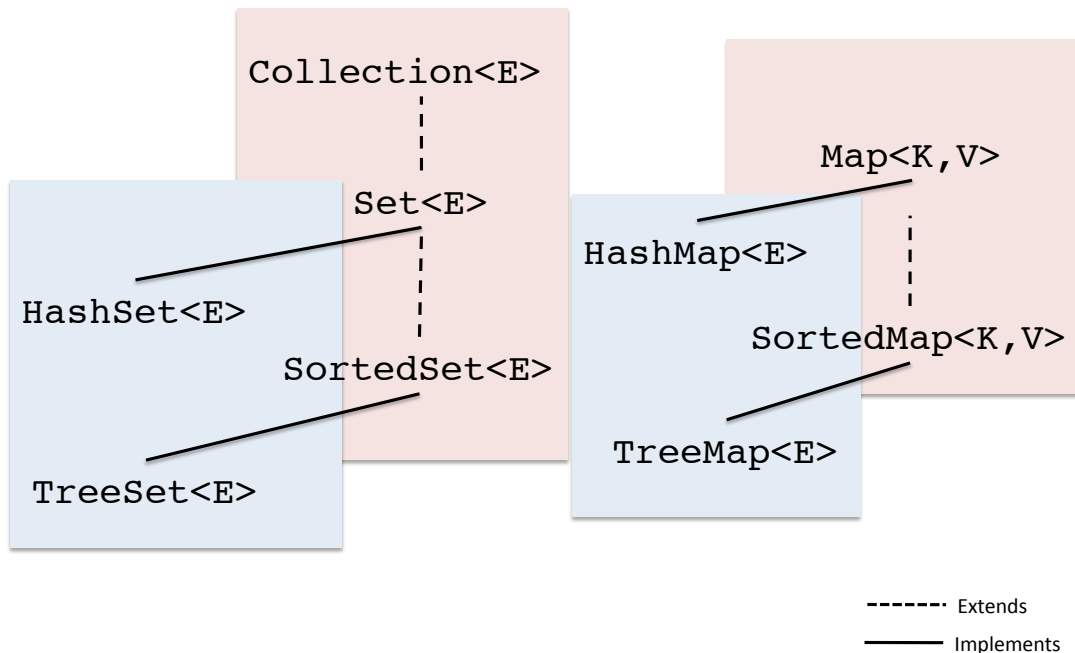 Collection<E>
Set<E>
HashSet<E>
SortedSet<E>
TreeSet<E>
Map<K,V>
HashMap<E>
SortedMap<K,V>
TreeMap<E>
Extends
Implements